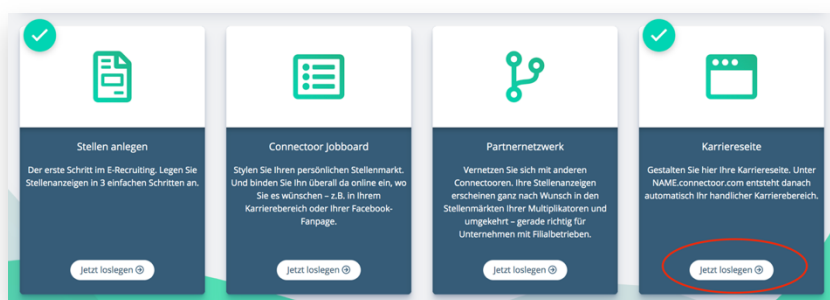 Stellen anlegen
Der erste Schritt im E-Recruiting. Legen Sie
Stellenanzeigen in 3 einfachen Schritten an.
Jetzt loslegen
Connectoor Jobboard
Stylen Sie Ihren persönlichen Stellenmarkt.
Und binden Sie Ihn überall da online ein, wo
Sie es wünschen – z.B. in Ihrem
Karrierebereich oder Ihrer Facebook-
Fanpage.
Jetzt loslegen
Partnernetzwerk
Vernetzen Sie sich mit anderen
Connectooren. Ihre Stellenanzeigen
erscheinen ganz nach Wunsch in den
Stellenmärkten Ihrer Multiplikatoren und
umgekehrt – gerade richtig für
Unternehmen mit Filialbetrieben.
Jetzt loslegen
Karriereseite
Gestalten Sie hier Ihre Karriereseite. Unter
NAME.connectoor.com entsteht danach
automatisch Ihr handlicher Karrierebereich.
Jetzt loslegen